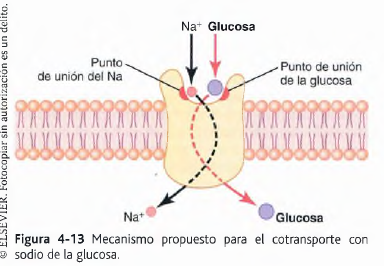 Na⁺ Glucosa
Punto
de unión del Na
Punto de unión
de la glucosa
Na⁺
Glucosa
Figura 4-13 Mecanismo propuesto para el cotransporte con
sodio de la glucosa.
© ELSEVIER. Fotocopiar sin autorización es un delito.